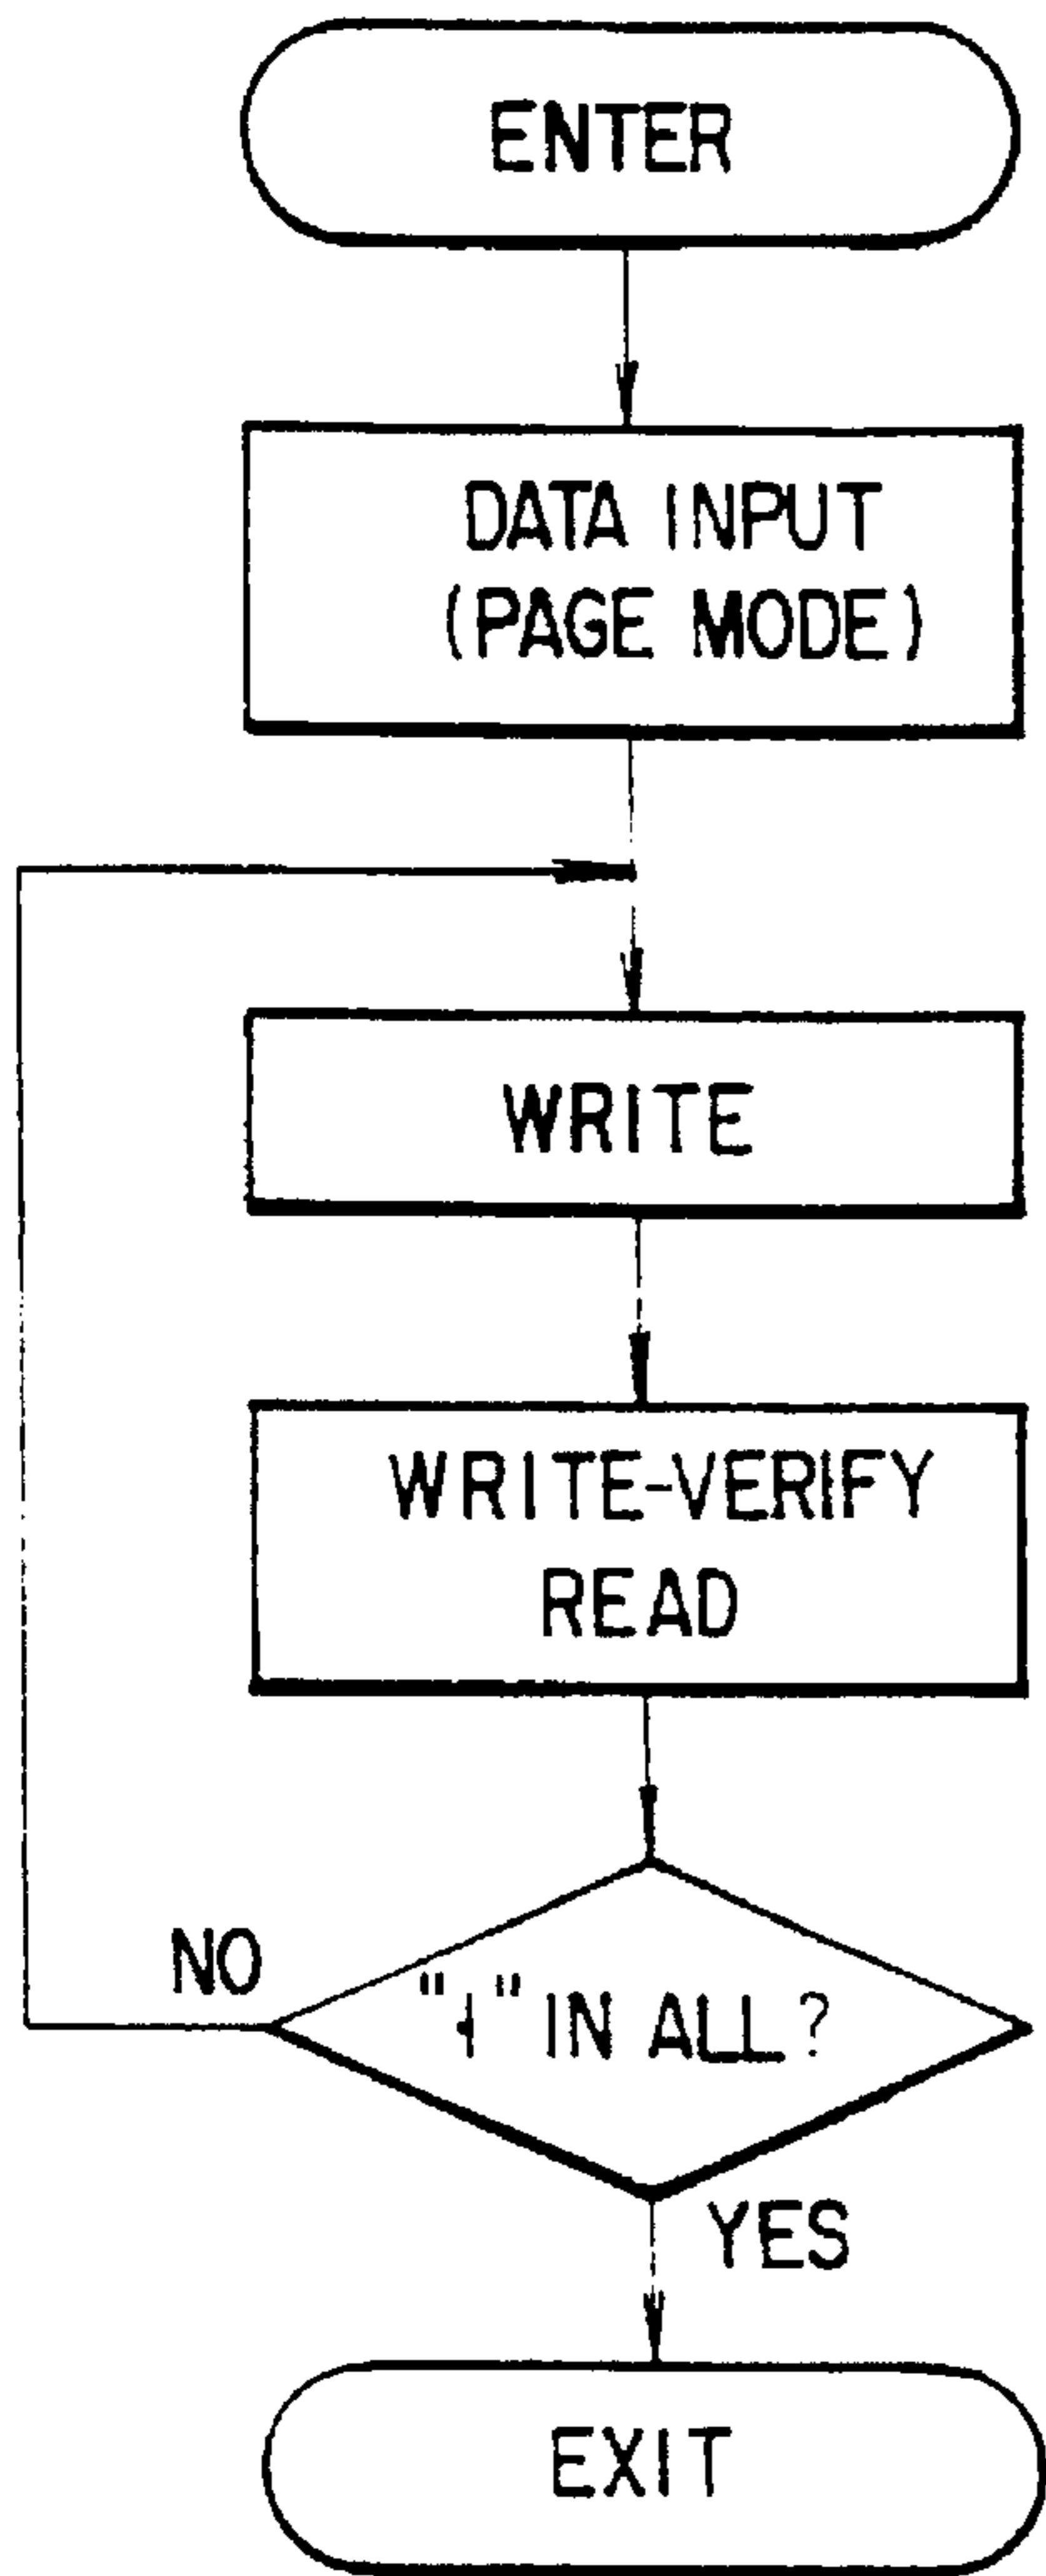 ENTER
DATA INPUT
(PAGE MODE)
WRITE
WRITE-VERIFY
READ
NO
"1" IN ALL?
YES
EXIT